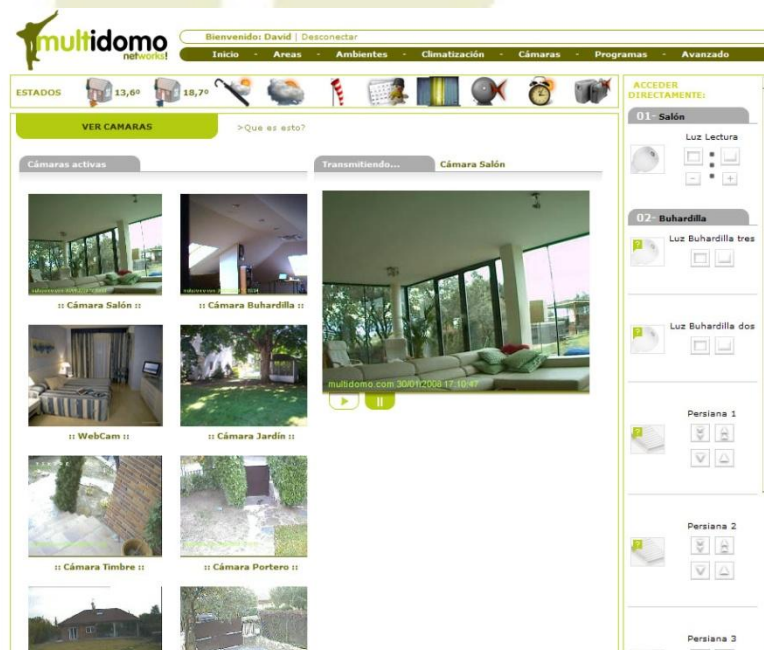 multidomo
networks!
Bienvenido: David | Desconectar
Inicio - Areas - Ambientes - Climatización - Cámaras - Programas - Avanzado
ESTADOS 13,6º 18,7º
VER CAMARAS
>Que es esto?
Cámaras activas
Transmitiendo... Cámara Salón
:: Cámara Salón ::
:: Cámara Buhardilla ::
:: WebCam ::
:: Cámara Jardín ::
:: Cámara Timbre ::
:: Cámara Portero ::
multidomo.com 30/01/2008 17:10:47
ACCEDER
DIRECTAMENTE:
01- Salón
Luz Lectura
02- Buhardilla
Luz Buhardilla tres
Luz Buhardilla dos
Persiana 1
Persiana 2
Persiana 3